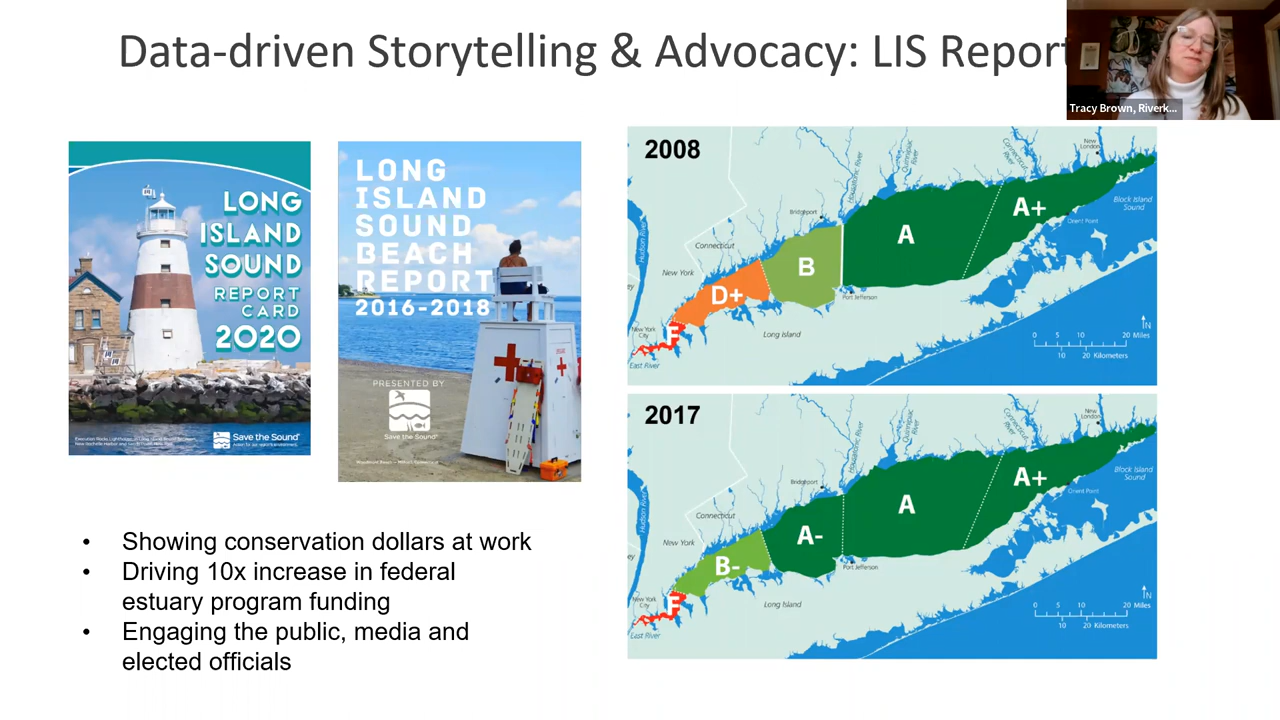 Data-driven Storytelling & Advocacy: LIS Report
Tracy Brown, Riverk...
LONG
ISLAND
SOUND
REPORT
CARD
2020
Save the Sound
LONG
ISLAND
SOUND
BEACH
REPORT
2016-2018
PRESENTED BY
Save the Sound
2008
Hudson River
Housatonic River
Quinnipiac River
Connecticut River
New London
Bridgeport
Connecticut
New York
Block Island Sound
Orient Point
A+
A
B
D+
F
Port Jefferson
New York City
Long Island
East River
N
0 10 20 Miles
10 20 Kilometers
2017
Hudson River
Housatonic River
Quinnipiac River
Connecticut River
New London
Bridgeport
Connecticut
New York
Block Island Sound
Orient Point
A+
A
A-
B-
F
Port Jefferson
New York City
Long Island
East River
N
0 10 20 Miles
10 20 Kilometers
• Showing conservation dollars at work
• Driving 10x increase in federal
estuary program funding
• Engaging the public, media and
elected officials